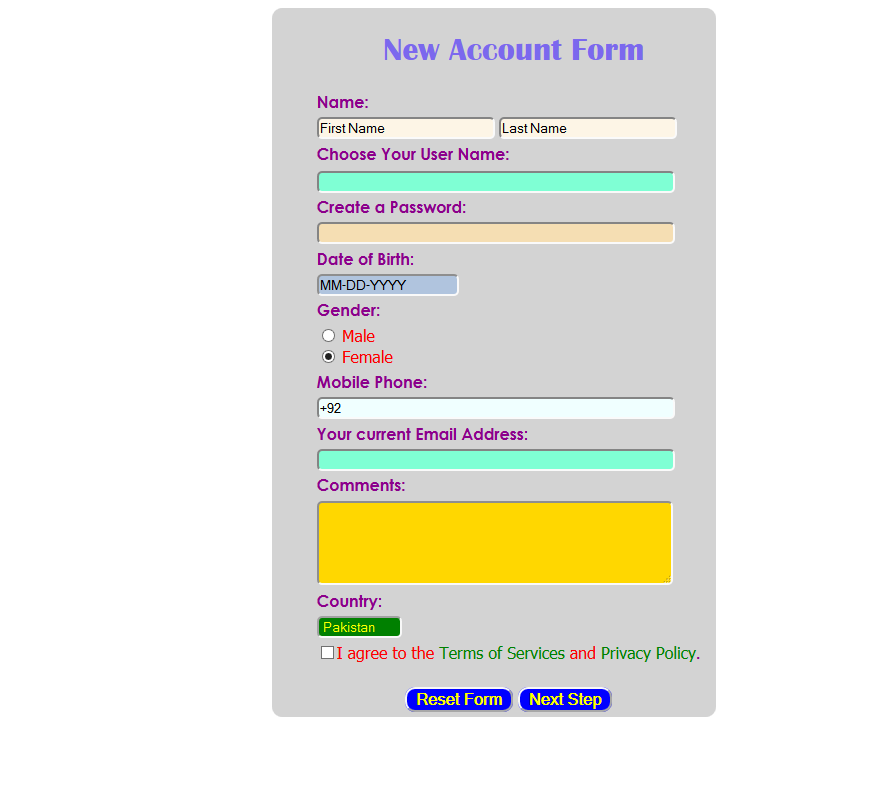 New Account Form
Name:
First Name Last Name
Choose Your User Name:
Create a Password:
Date of Birth:
MM-DD-YYYY
Gender:
Male
Female
Mobile Phone:
+92
Your current Email Address:
Comments:
Country:
Pakistan
I agree to the Terms of Services and Privacy Policy.
Reset Form Next Step